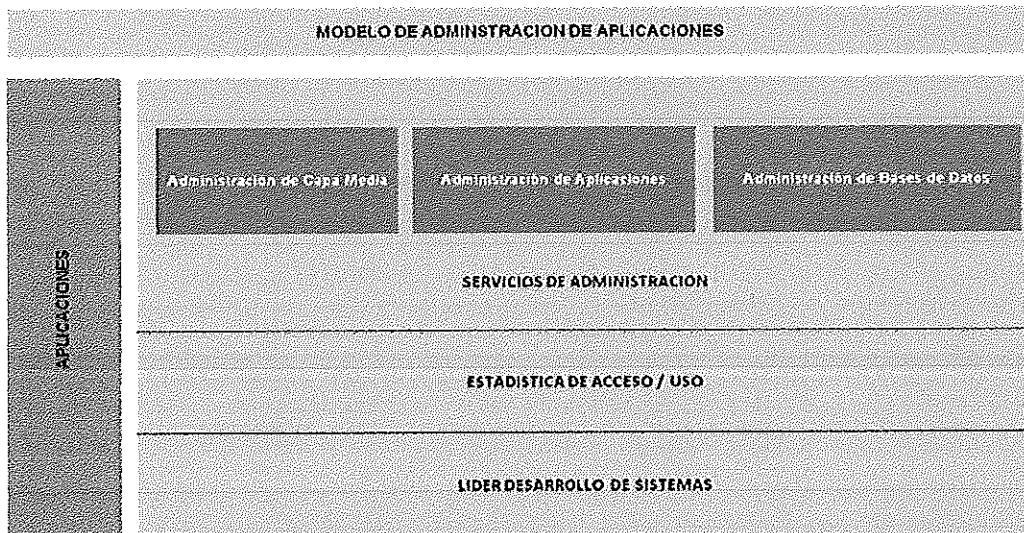 MODELO DE ADMINSTRACION DE APLICACIONES
APLICACIONES
Administración de Capa Media
Administración de Aplicaciones
Administración de Bases de Datos
SERVICIOS DE ADMINISTRACION
ESTADISTICA DE ACCESO / USO
LIDER DESARROLLO DE SISTEMAS